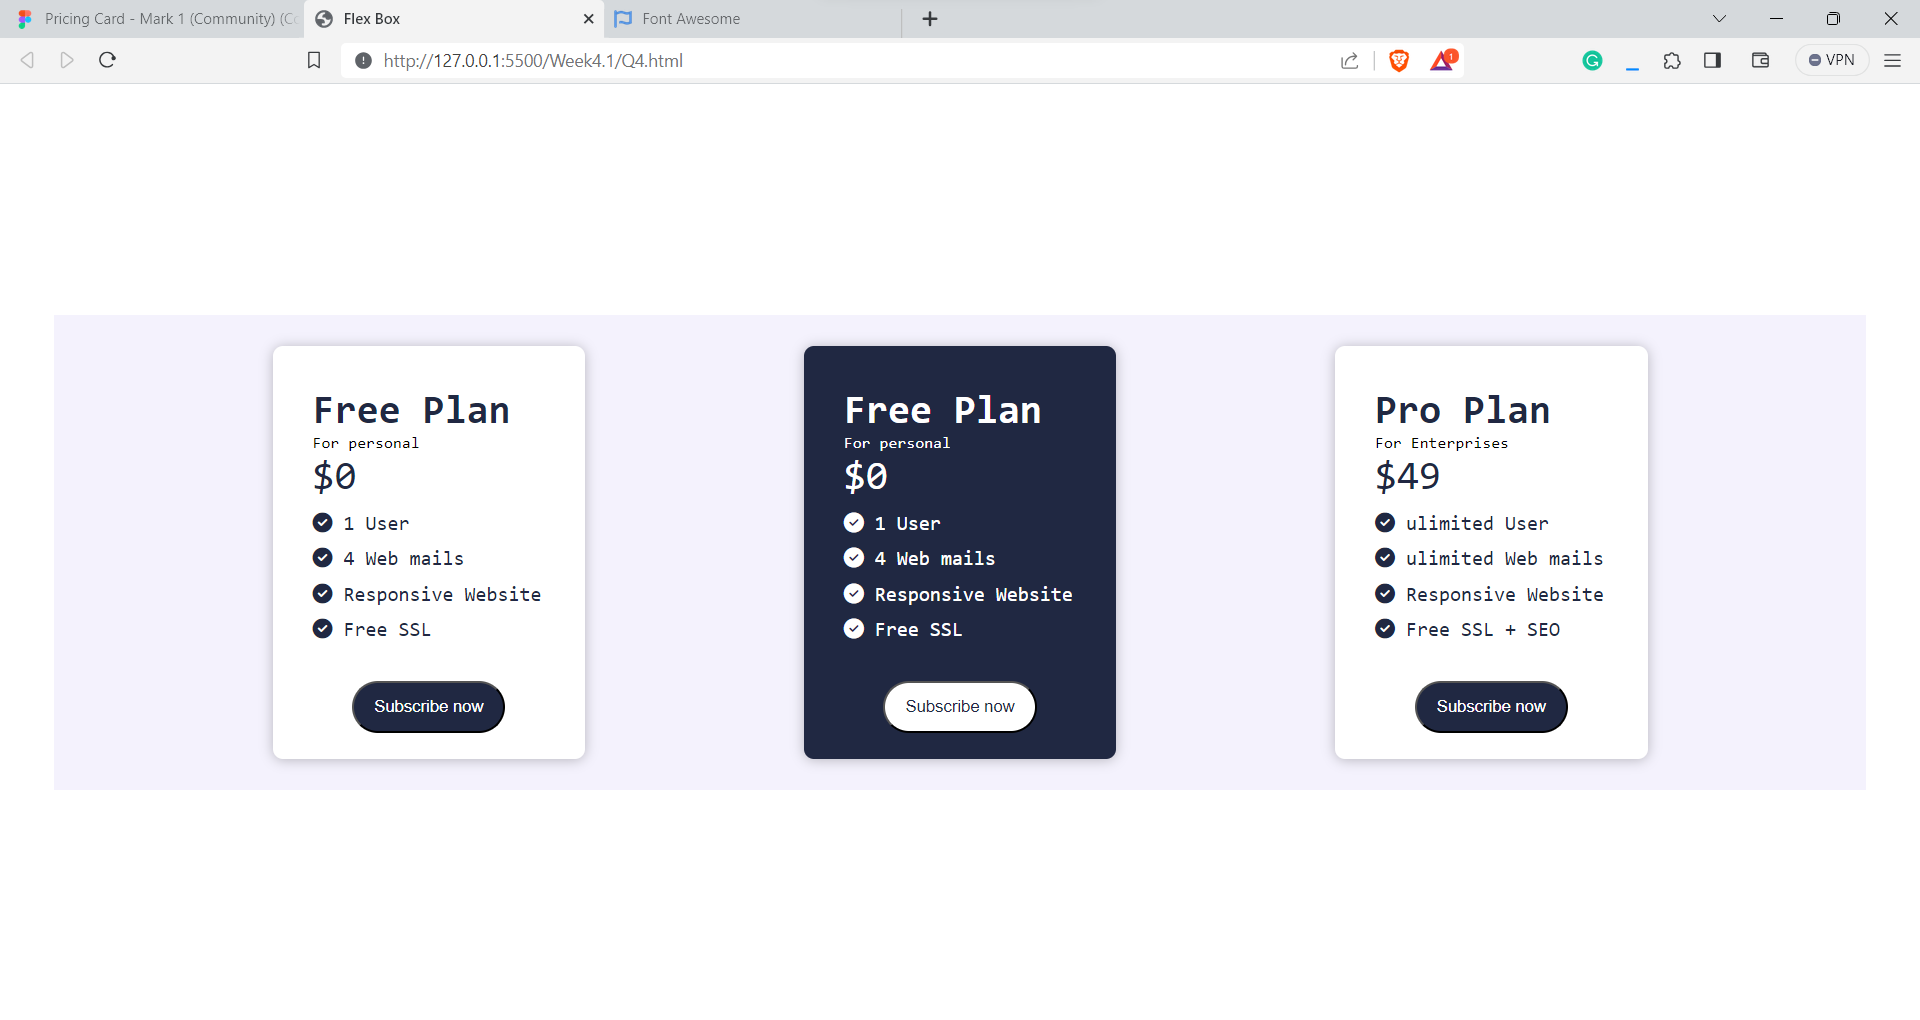 Pricing Card - Mark 1 (Community) (Co
Flex Box
Font Awesome
http://127.0.0.1:5500/Week4.1/Q4.html
1
VPN
Free Plan
For personal
$0
1 User
4 Web mails
Responsive Website
Free SSL
Subscribe now
Free Plan
For personal
$0
1 User
4 Web mails
Responsive Website
Free SSL
Subscribe now
Pro Plan
For Enterprises
$49
ulimited User
ulimited Web mails
Responsive Website
Free SSL + SEO
Subscribe now